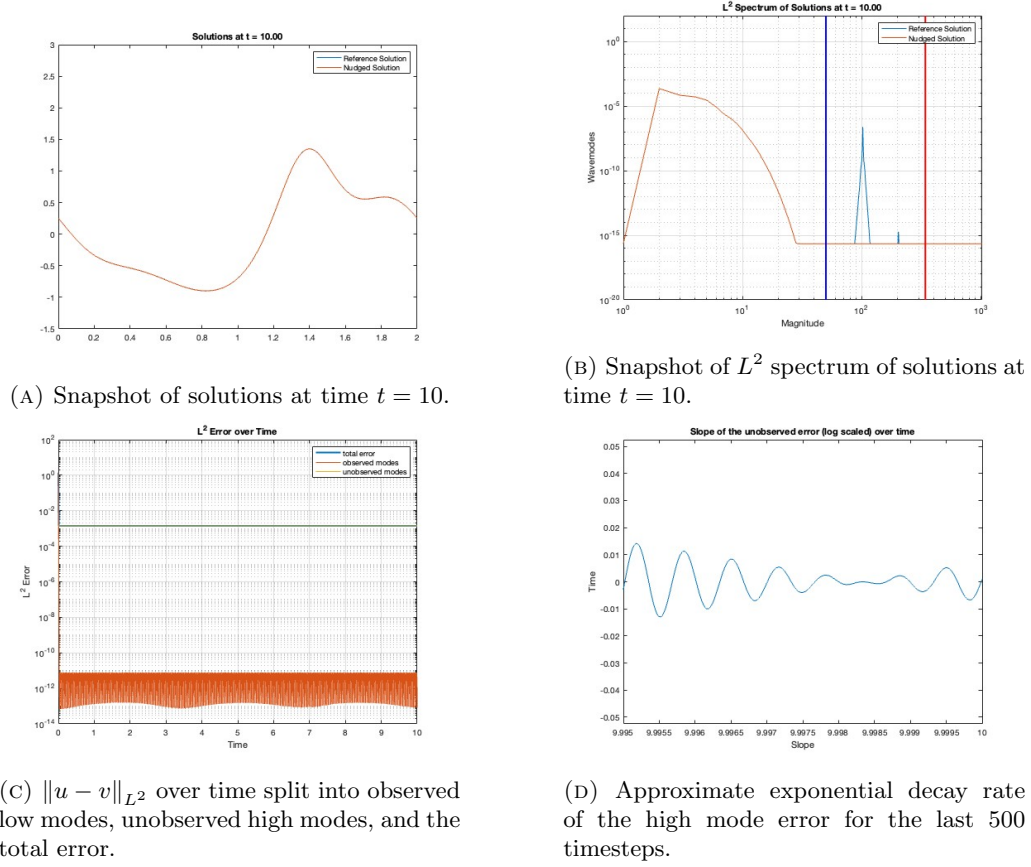 Solutions at t = 10.00
Reference Solution
Nudged Solution
3
2.5
2
1.5
1
0.5
0
-0.5
-1
-1.5
0 0.2 0.4 0.6 0.8 1 1.2 1.4 1.6 1.8 2
(A) Snapshot of solutions at time t = 10.
L² Spectrum of Solutions at t = 10.00
Reference Solution
Nudged Solution
Wavemodes
10⁰
10⁻⁵
10⁻¹⁰
10⁻¹⁵
10⁻²⁰
10⁰ 10¹ 10² 10³
Magnitude
(B) Snapshot of L² spectrum of solutions at
time t = 10.
L² Error over Time
total error
observed modes
unobserved modes
L² Error
10²
10⁰
10⁻²
10⁻⁴
10⁻⁶
10⁻⁸
10⁻¹⁰
10⁻¹²
10⁻¹⁴
0 1 2 3 4 5 6 7 8 9 10
Time
(C) ‖u − v‖_L² over time split into observed
low modes, unobserved high modes, and the
total error.
Slope of the unobserved error (log scaled) over time
Time
0.05
0.04
0.03
0.02
0.01
0
-0.01
-0.02
-0.03
-0.04
-0.05
9.995 9.9955 9.996 9.9965 9.997 9.9975 9.998 9.9985 9.999 9.9995 10
Slope
(D) Approximate exponential decay rate
of the high mode error for the last 500
timesteps.